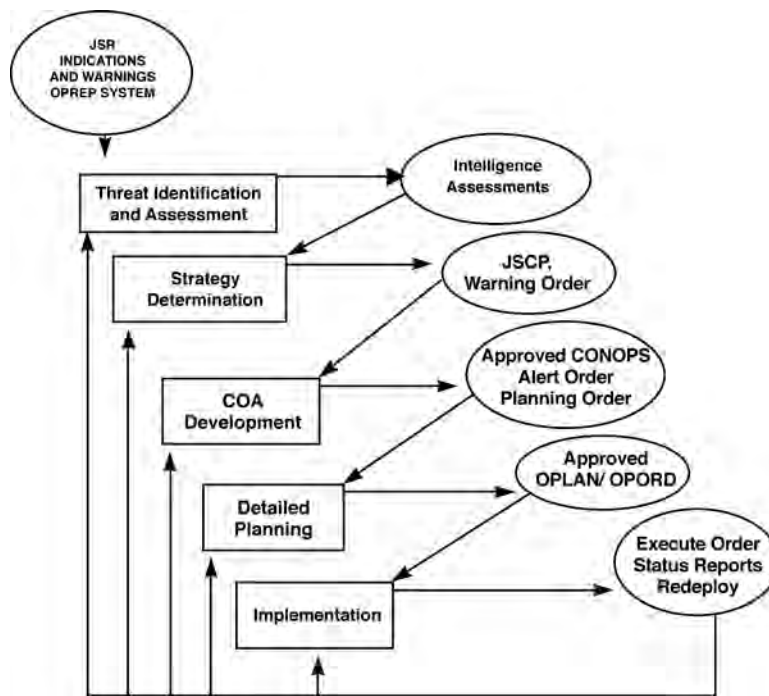 JSR
INDICATIONS
AND WARNINGS
OPREP SYSTEM
Threat Identification
and Assessment
Intelligence
Assessments
Strategy
Determination
JSCP,
Warning Order
COA
Development
Approved CONOPS
Alert Order
Planning Order
Detailed
Planning
Approved
OPLAN/ OPORD
Implementation
Execute Order
Status Reports
Redeploy